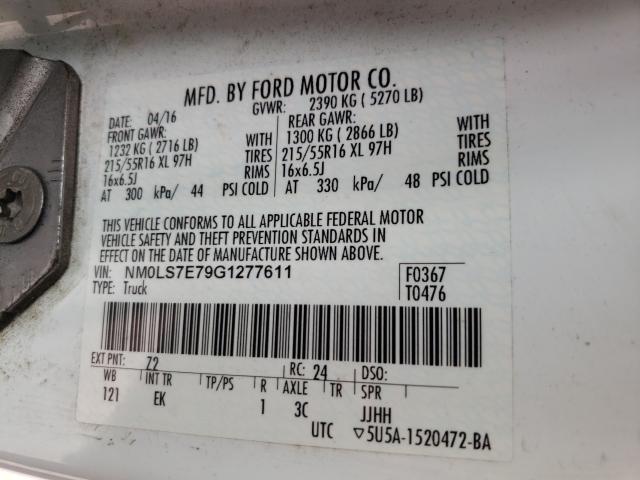 MFD. BY FORD MOTOR CO.
DATE: 04/16 GVWR: 2390 KG ( 5270 LB)
FRONT GAWR: REAR GAWR:
1232 KG ( 2716 LB) WITH 1300 KG ( 2866 LB) WITH
215/55R16 XL 97H TIRES 215/55R16 XL 97H TIRES
16x6.5J RIMS 16x6.5J RIMS
AT 300 kPa/ 44 PSI COLD AT 330 kPa/ 48 PSI COLD
THIS VEHICLE CONFORMS TO ALL APPLICABLE FEDERAL MOTOR
VEHICLE SAFETY AND THEFT PREVENTION STANDARDS IN
EFFECT ON THE DATE OF MANUFACTURE SHOWN ABOVE.
VIN: NM0LS7E79G1277611 F0367
TYPE: Truck T0476
EXT PNT: Z2 RC: 24 DSO:
WB INT TR TP/PS R AXLE TR SPR
121 EK 1 3C JJHH
UTC ▽5U5A-1520472-BA